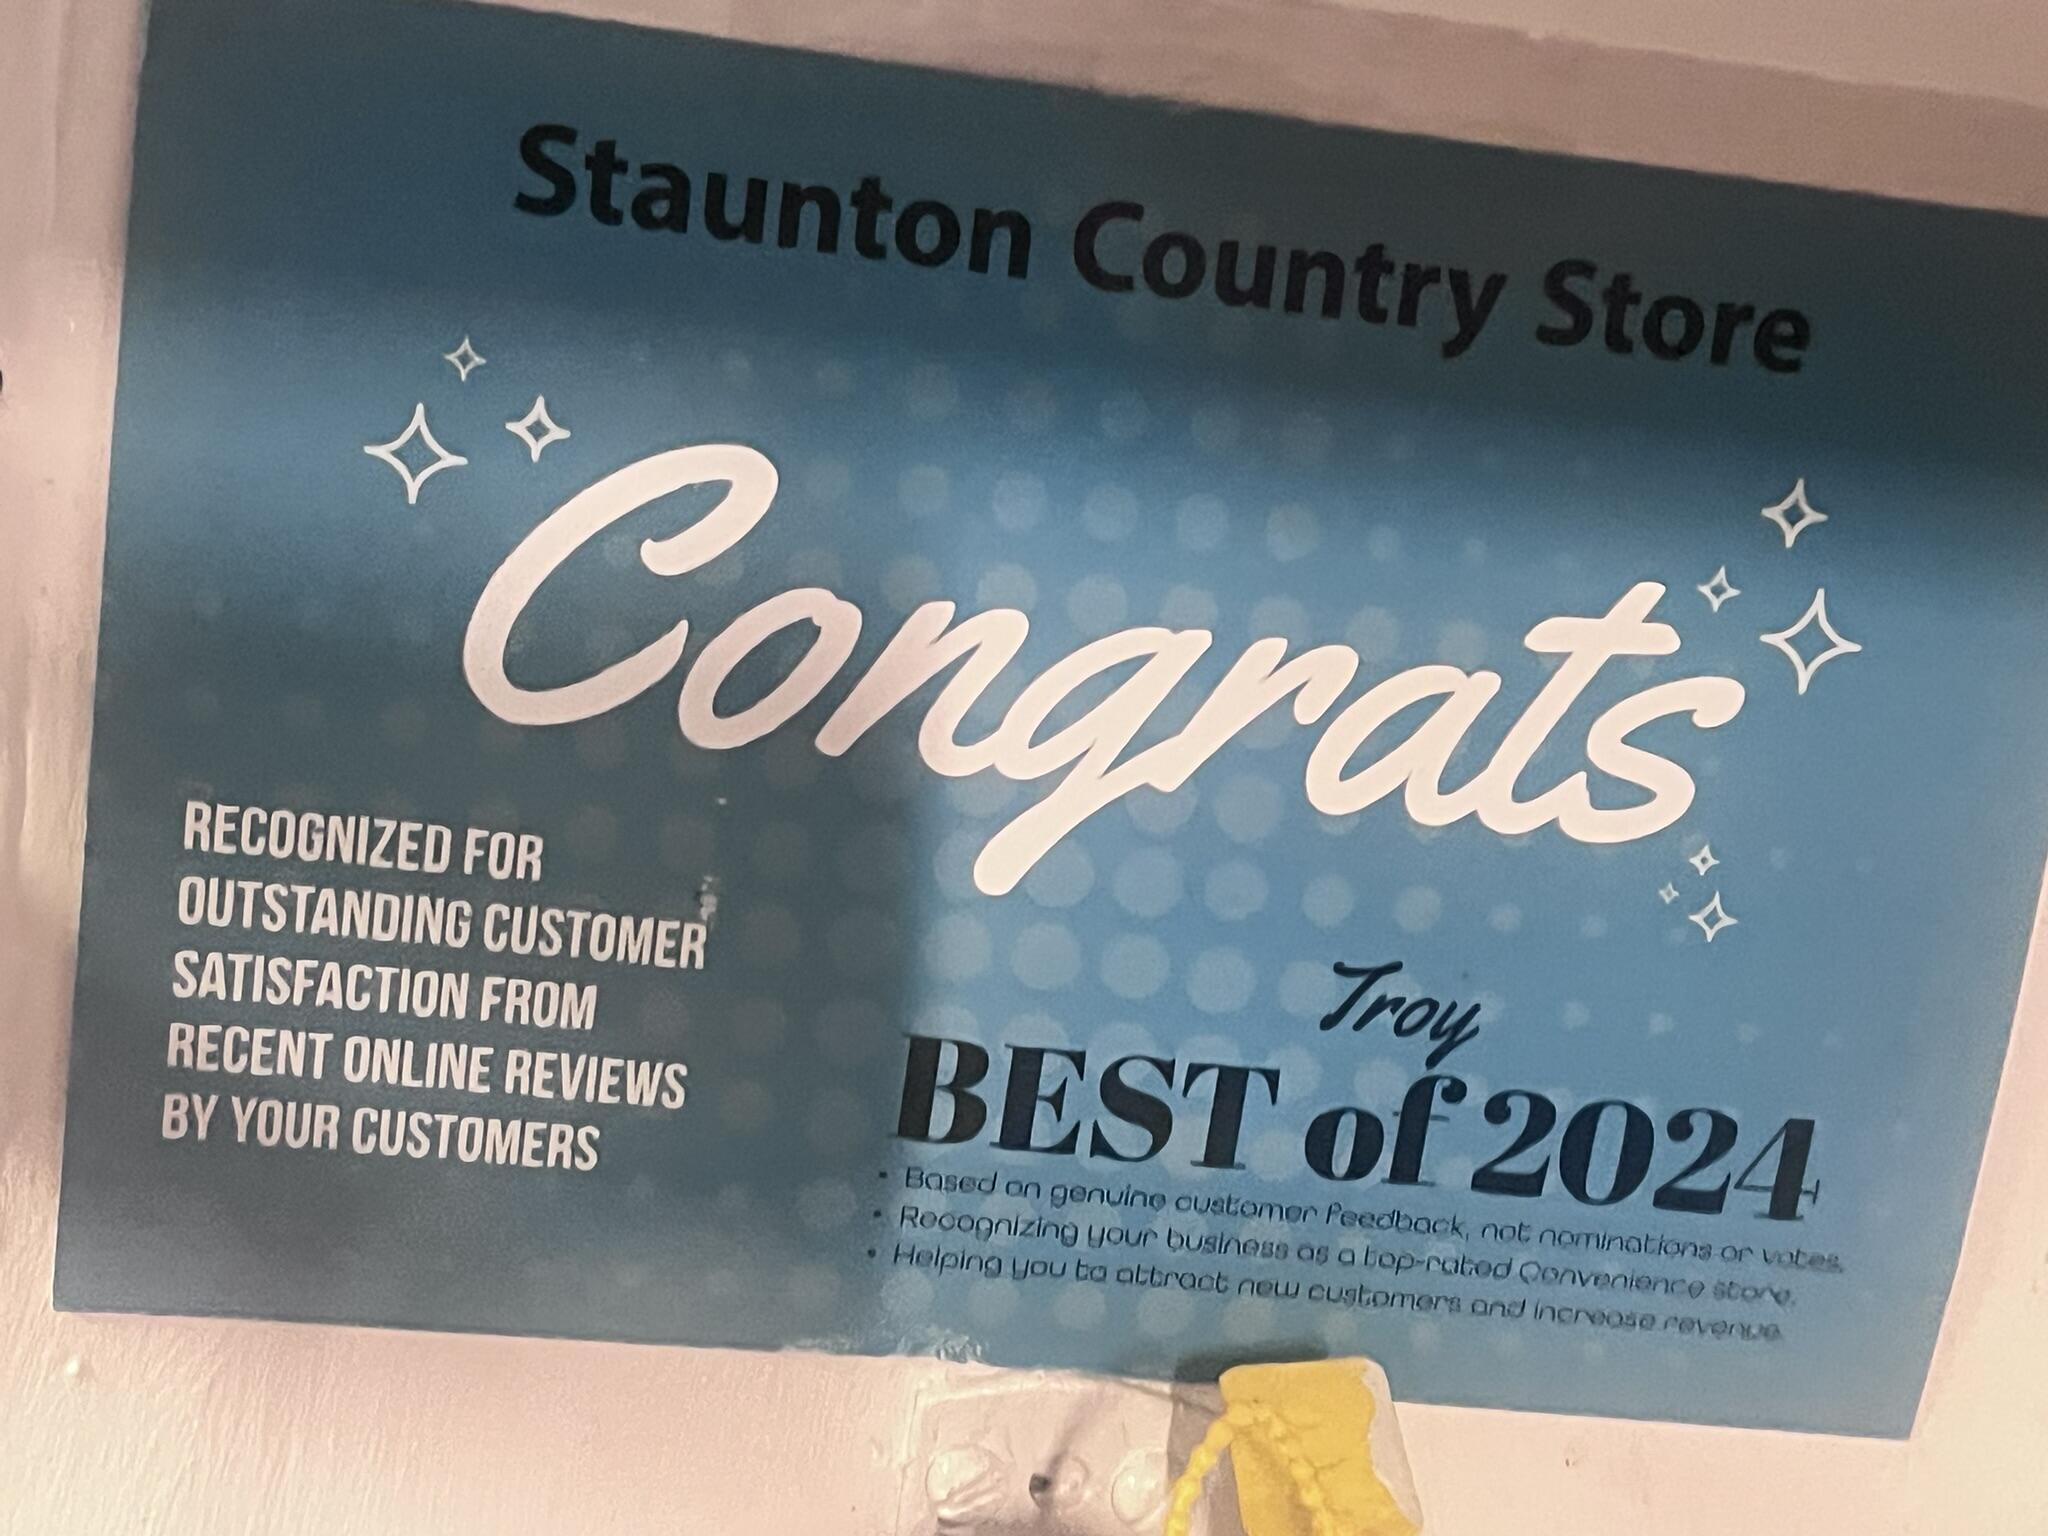 Staunton Country Store
Congrats
RECOGNIZED FOR
OUTSTANDING CUSTOMER
SATISFACTION FROM
RECENT ONLINE REVIEWS
BY YOUR CUSTOMERS
Troy
BEST of 2024
• Based on genuine customer feedback, not nominations or votes.
• Recognizing your business as a top-rated Convenience store.
• Helping you to attract new customers and increase revenue.